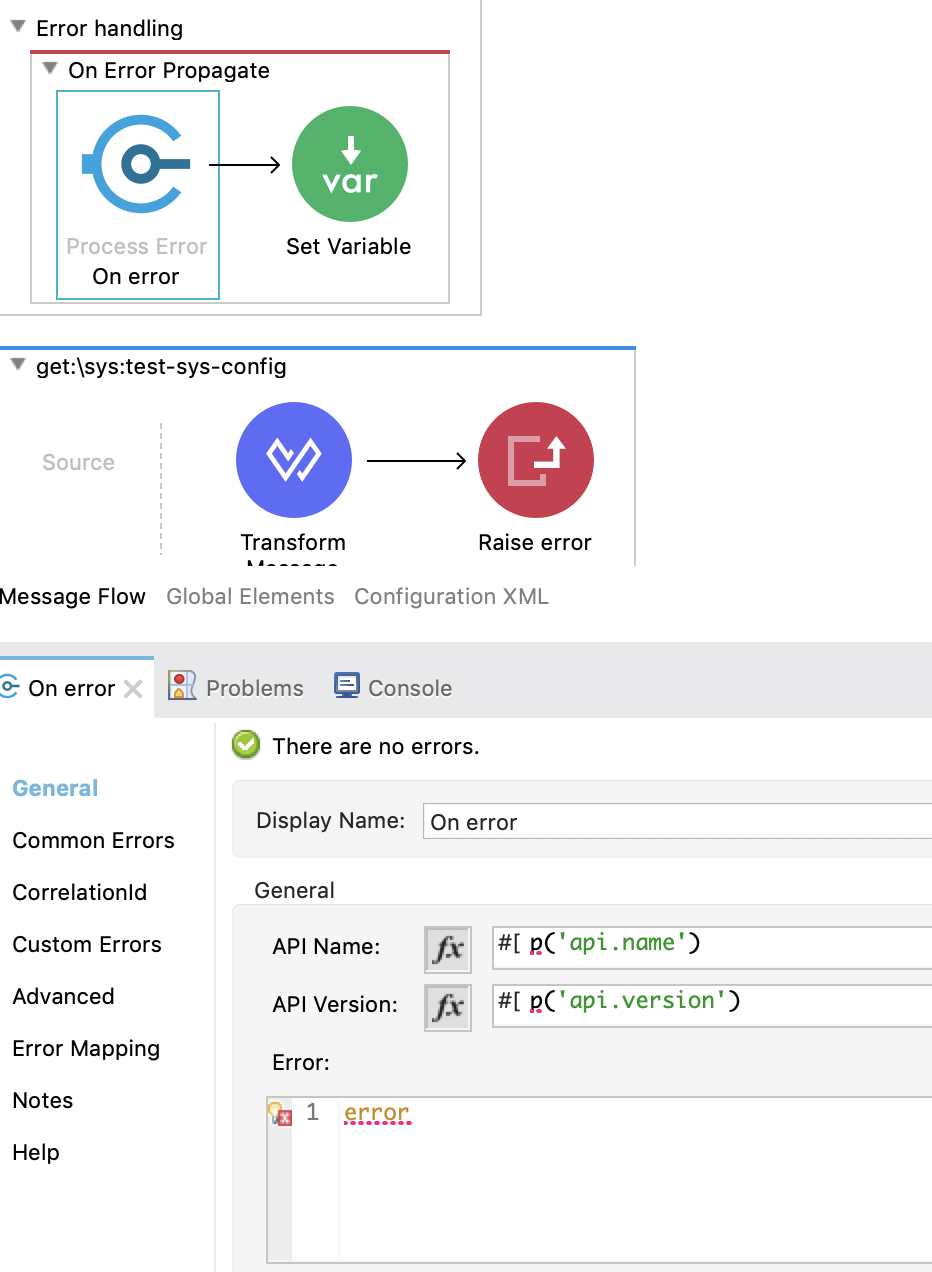 Error handling
On Error Propagate
var
Process Error
On error
Set Variable
get:\sys:test-sys-config
Source
Transform
Message
Raise error
Message Flow Global Elements Configuration XML
On error Problems Console
There are no errors.
General
Common Errors
CorrelationId
Custom Errors
Advanced
Error Mapping
Notes
Help
Display Name: On error
General
API Name: fx #[ p('api.name')
API Version: fx #[ p('api.version')
Error:
1 error